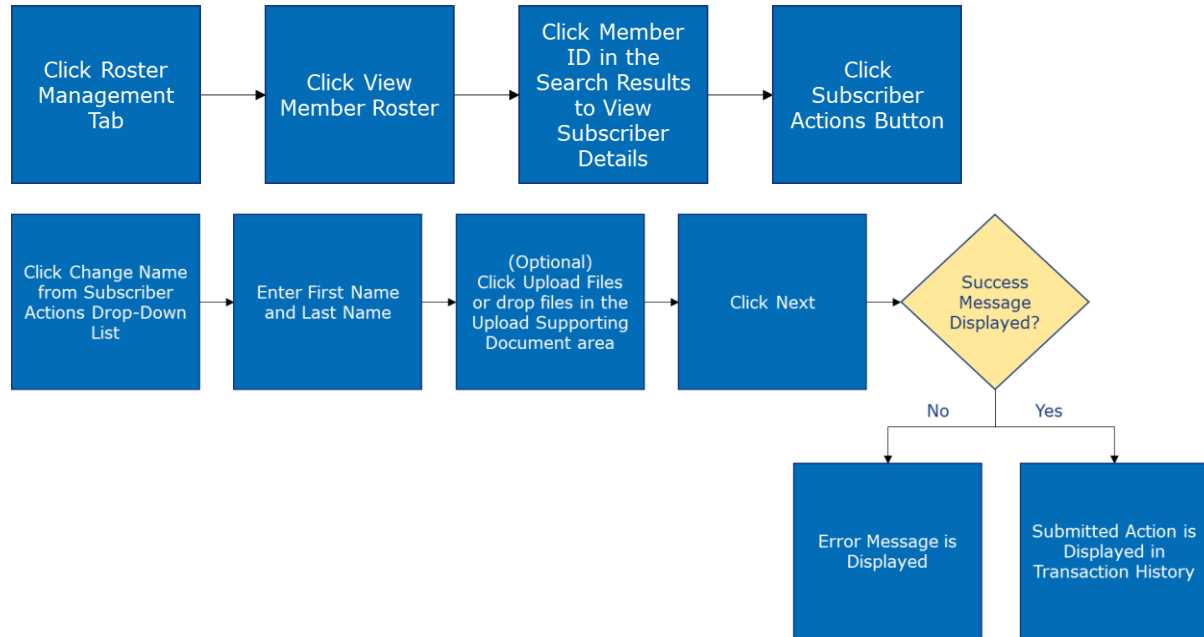 Click Roster
Management
Tab
Click View
Member Roster
Click Member
ID in the
Search Results
to View
Subscriber
Details
Click
Subscriber
Actions Button
Click Change Name
from Subscriber
Actions Drop-Down
List
Enter First Name
and Last Name
(Optional)
Click Upload Files
or drop files in the
Upload Supporting
Document area
Click Next
Success
Message
Displayed?
No
Yes
Error Message is
Displayed
Submitted Action is
Displayed in
Transaction History